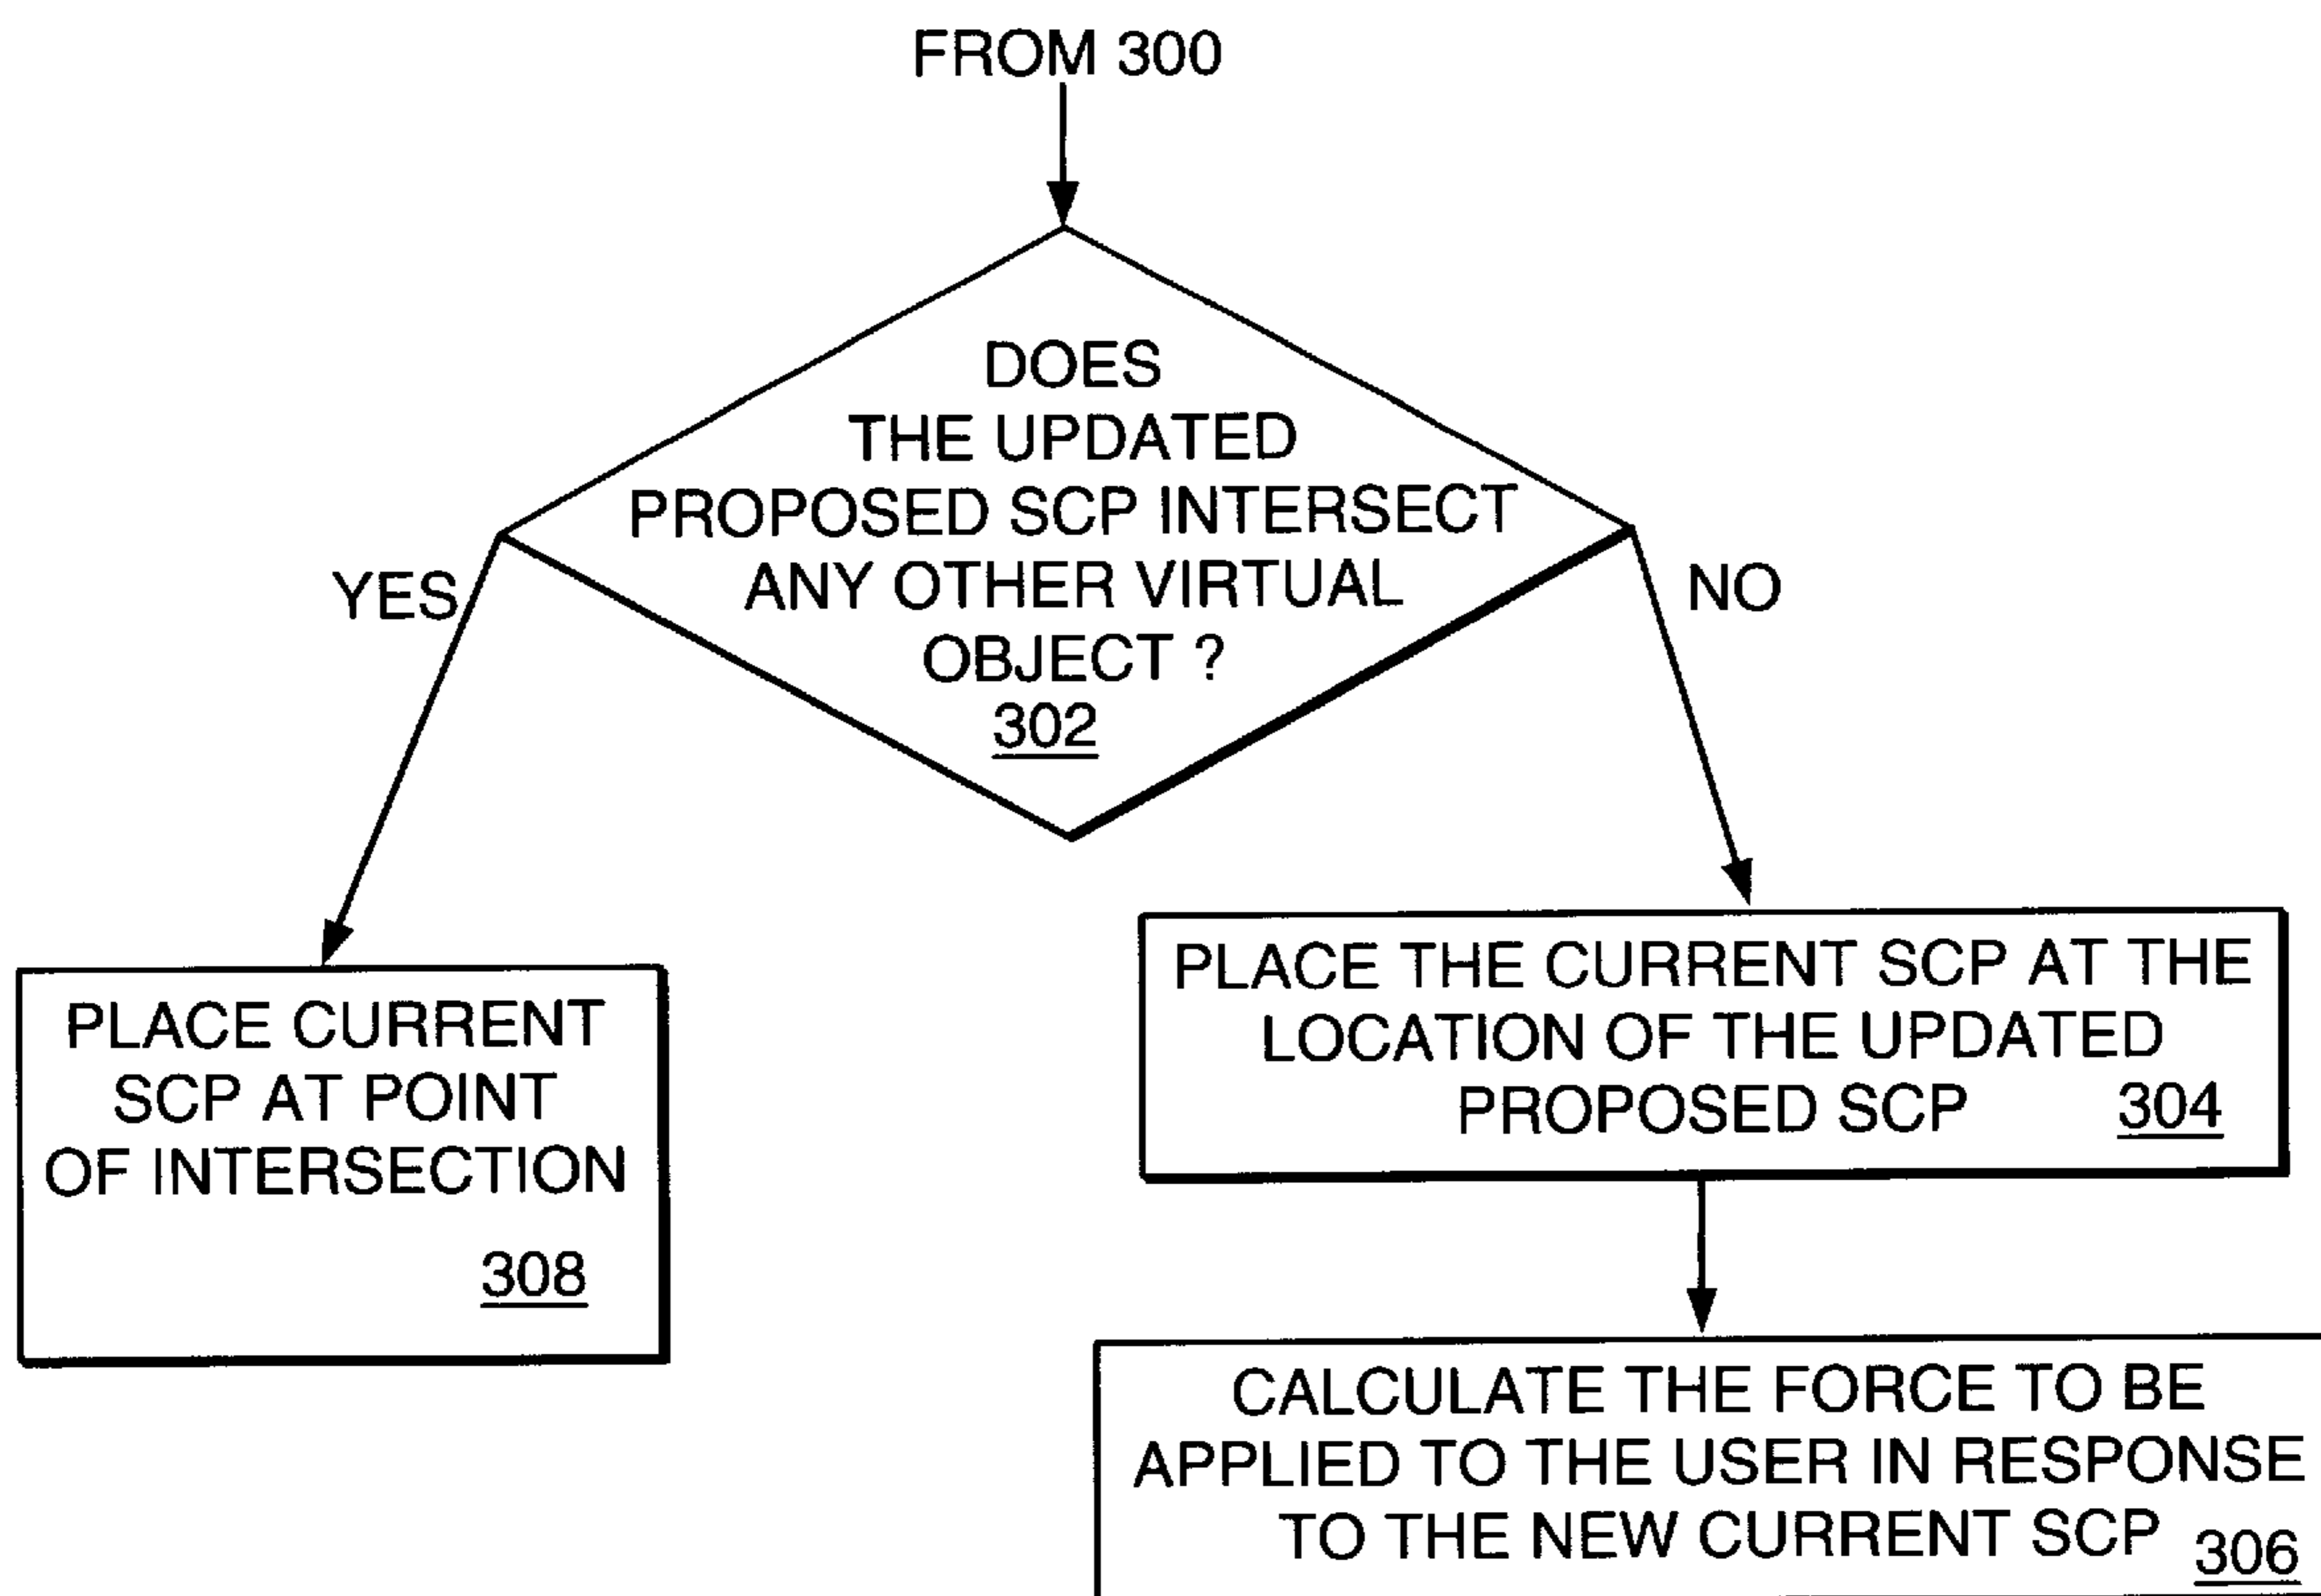 FROM 300
DOES
THE UPDATED
PROPOSED SCP INTERSECT
ANY OTHER VIRTUAL
OBJECT ?
302
YES
NO
PLACE CURRENT
SCP AT POINT
OF INTERSECTION
308
PLACE THE CURRENT SCP AT THE
LOCATION OF THE UPDATED
PROPOSED SCP 304
CALCULATE THE FORCE TO BE
APPLIED TO THE USER IN RESPONSE
TO THE NEW CURRENT SCP 306